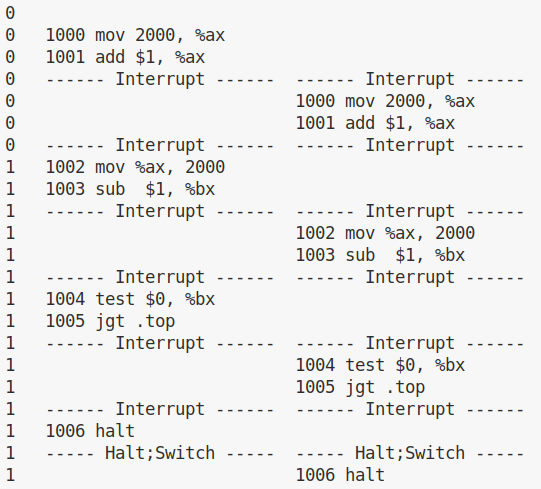 0
0   1000 mov 2000, %ax
0   1001 add $1, %ax
0   ------ Interrupt ------  ------ Interrupt ------
0                            1000 mov 2000, %ax
0                            1001 add $1, %ax
0   ------ Interrupt ------  ------ Interrupt ------
1   1002 mov %ax, 2000
1   1003 sub  $1, %bx
1   ------ Interrupt ------  ------ Interrupt ------
1                            1002 mov %ax, 2000
1                            1003 sub  $1, %bx
1   ------ Interrupt ------  ------ Interrupt ------
1   1004 test $0, %bx
1   1005 jgt .top
1   ------ Interrupt ------  ------ Interrupt ------
1                            1004 test $0, %bx
1                            1005 jgt .top
1   ------ Interrupt ------  ------ Interrupt ------
1   1006 halt
1   ----- Halt;Switch -----  ----- Halt;Switch -----
1                            1006 halt